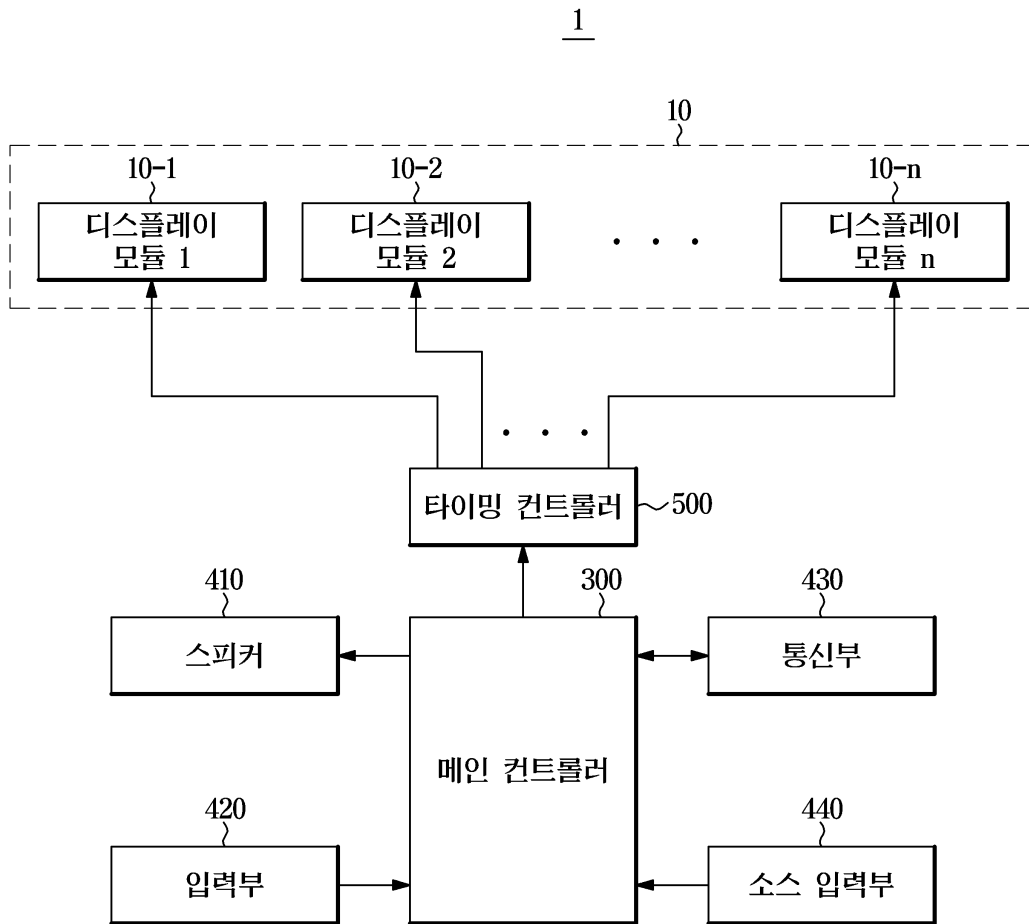 1
10
10-1 10-2 10-n
디스플레이 디스플레이 디스플레이
모듈 1 모듈 2 · · · 모듈 n
· · ·
타이밍 컨트롤러 500
410 300 430
스피커 통신부
메인 컨트롤러
420 440
입력부 소스 입력부